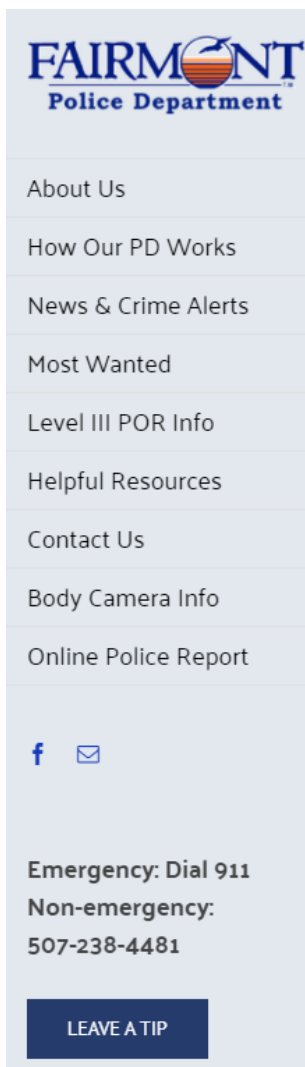 FAIRMONT
Police Department
About Us
How Our PD Works
News & Crime Alerts
Most Wanted
Level III POR Info
Helpful Resources
Contact Us
Body Camera Info
Online Police Report
Emergency: Dial 911
Non-emergency:
507-238-4481
LEAVE A TIP